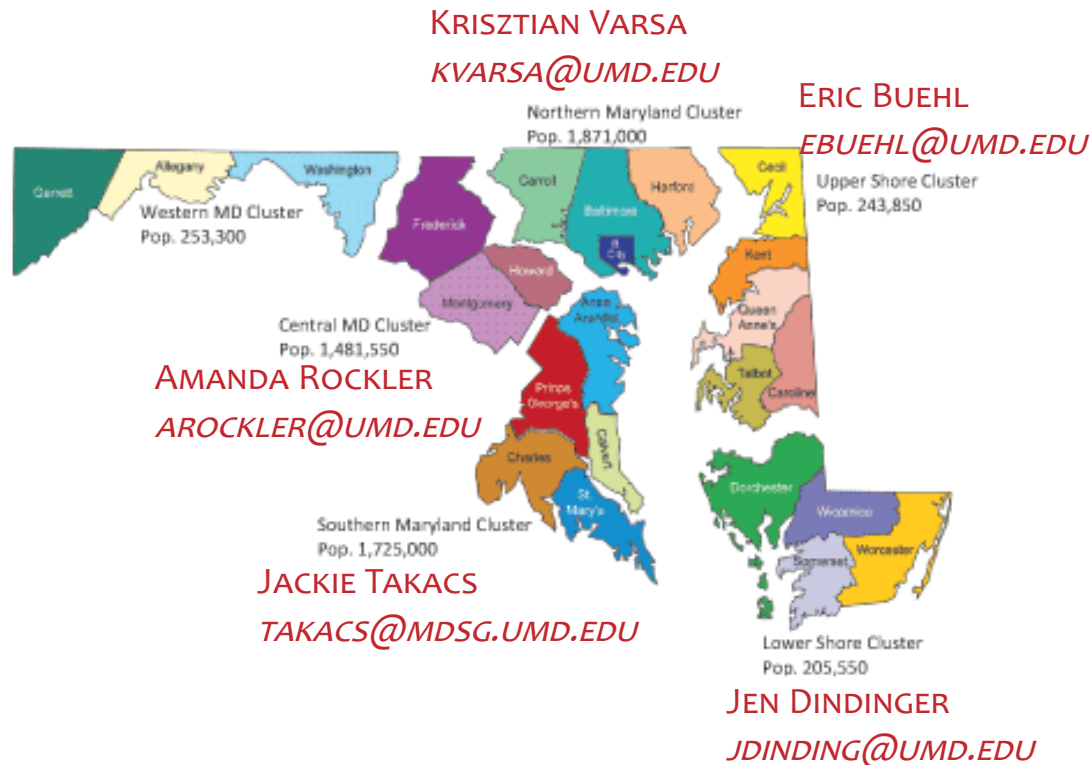 KRISZTIAN VARSA
KVARSA@UMD.EDU
Northern Maryland Cluster
Pop. 1,871,000
ERIC BUEHL
EBUEHL@UMD.EDU
Upper Shore Cluster
Pop. 243,850
Garrett
Allegany
Washington
Western MD Cluster
Pop. 253,300
Frederick
Carroll
Baltimore
B
City
Harford
Cecil
Howard
Montgomery
Central MD Cluster
Pop. 1,481,550
AMANDA ROCKLER
AROCKLER@UMD.EDU
Anne
Arundel
Kent
Queen
Anne's
Talbot
Caroline
Prince
George's
Charles
Calvert
St.
Mary's
Southern Maryland Cluster
Pop. 1,725,000
JACKIE TAKACS
TAKACS@MDSG.UMD.EDU
Dorchester
Wicomico
Somerset
Worcester
Lower Shore Cluster
Pop. 205,550
JEN DINDINGER
JDINDING@UMD.EDU